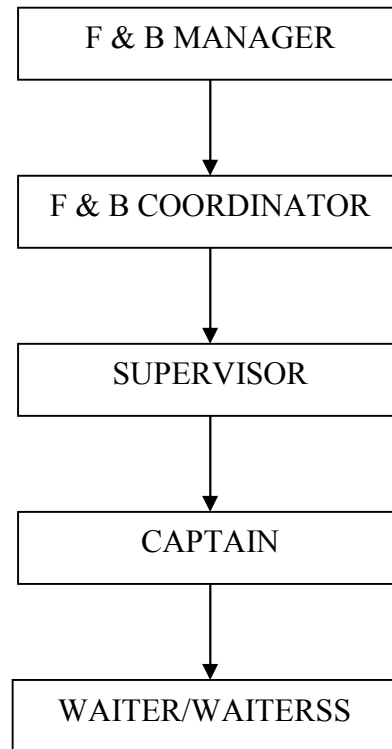 F & B MANAGER
F & B COORDINATOR
SUPERVISOR
CAPTAIN
WAITER/WAITERSS